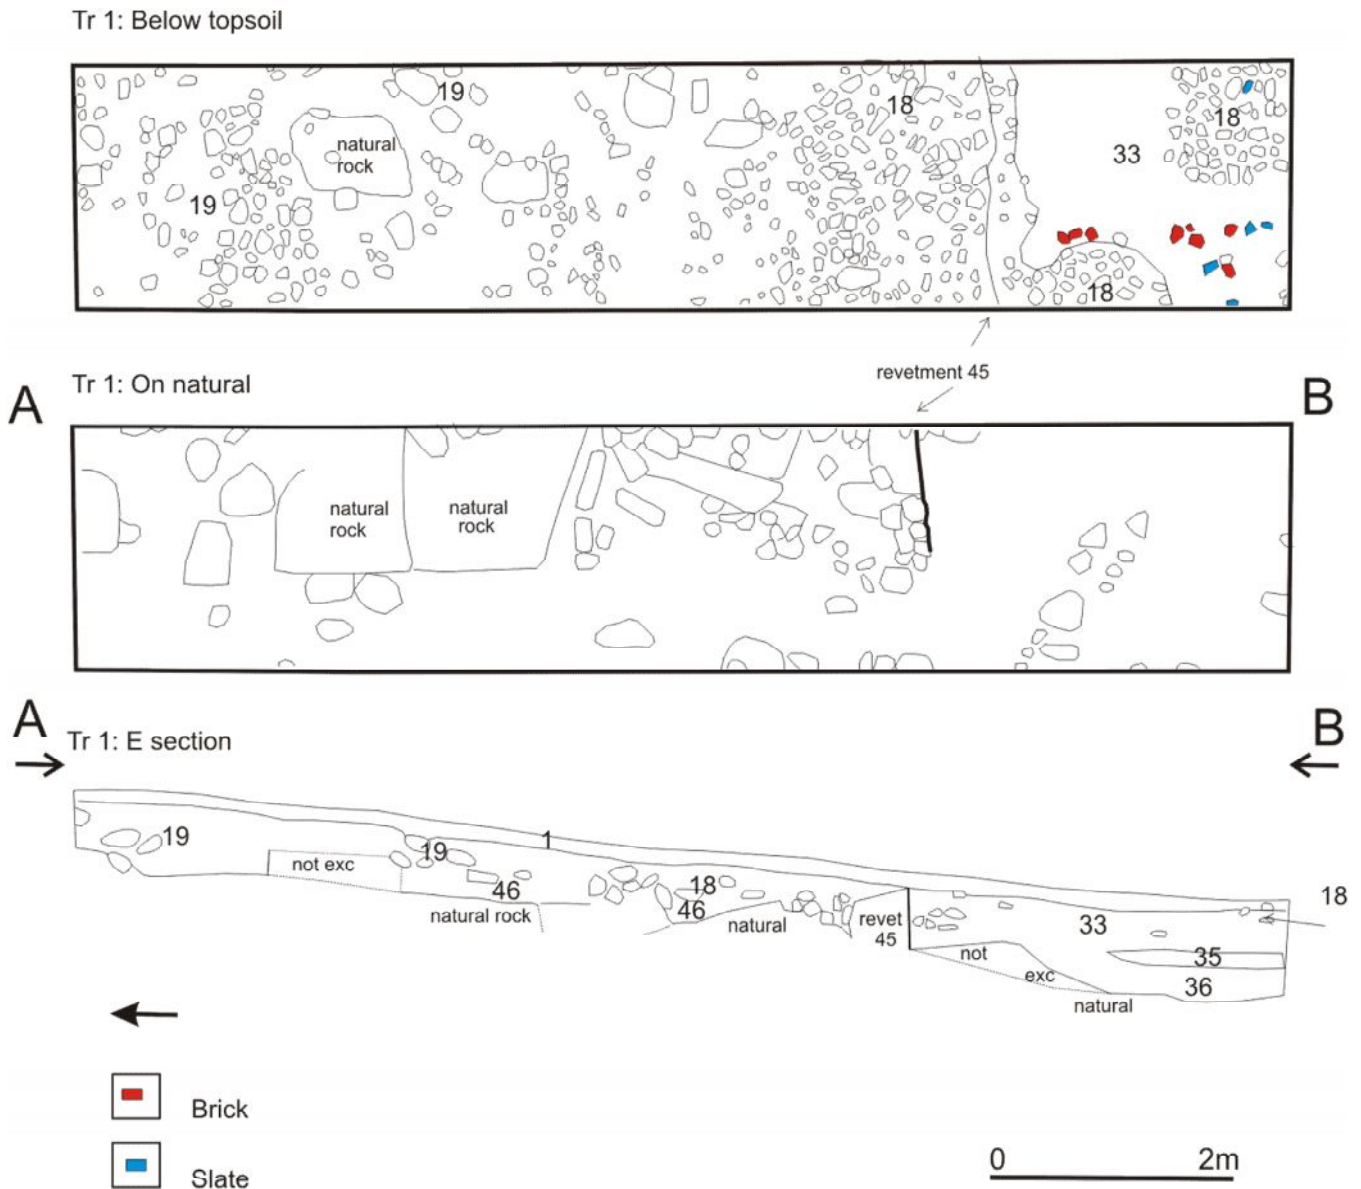 Tr 1: Below topsoil
19
18
18
natural
rock
33
19
18
revetment 45
Tr 1: On natural
A
B
natural
rock
natural
rock
A
B
Tr 1: E section
1
19
19
not exc
46
18
46
natural rock
natural
revet
45
18
33
not
exc
35
36
natural
Brick
Slate
0 2m